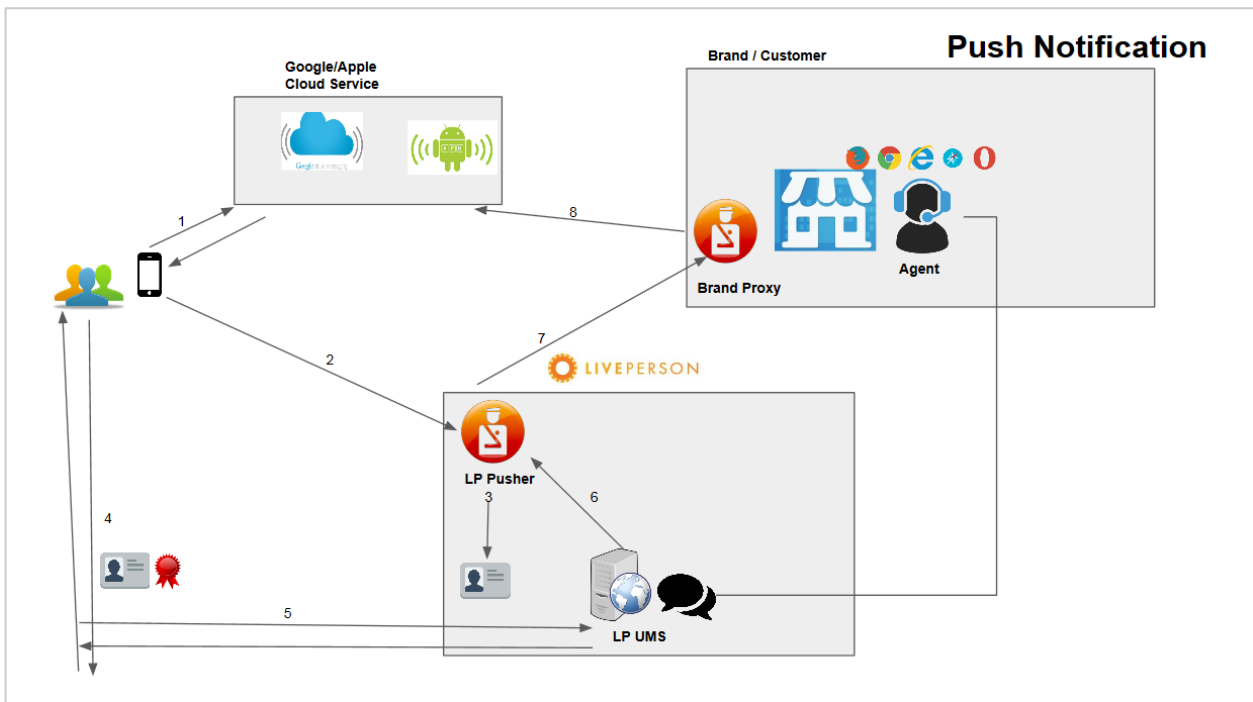 Push Notification
Brand / Customer
Google/Apple
Cloud Service
Google
1
8
Agent
Brand Proxy
2
7
LIVEPERSON
LP Pusher
3
6
4
5
LP UMS